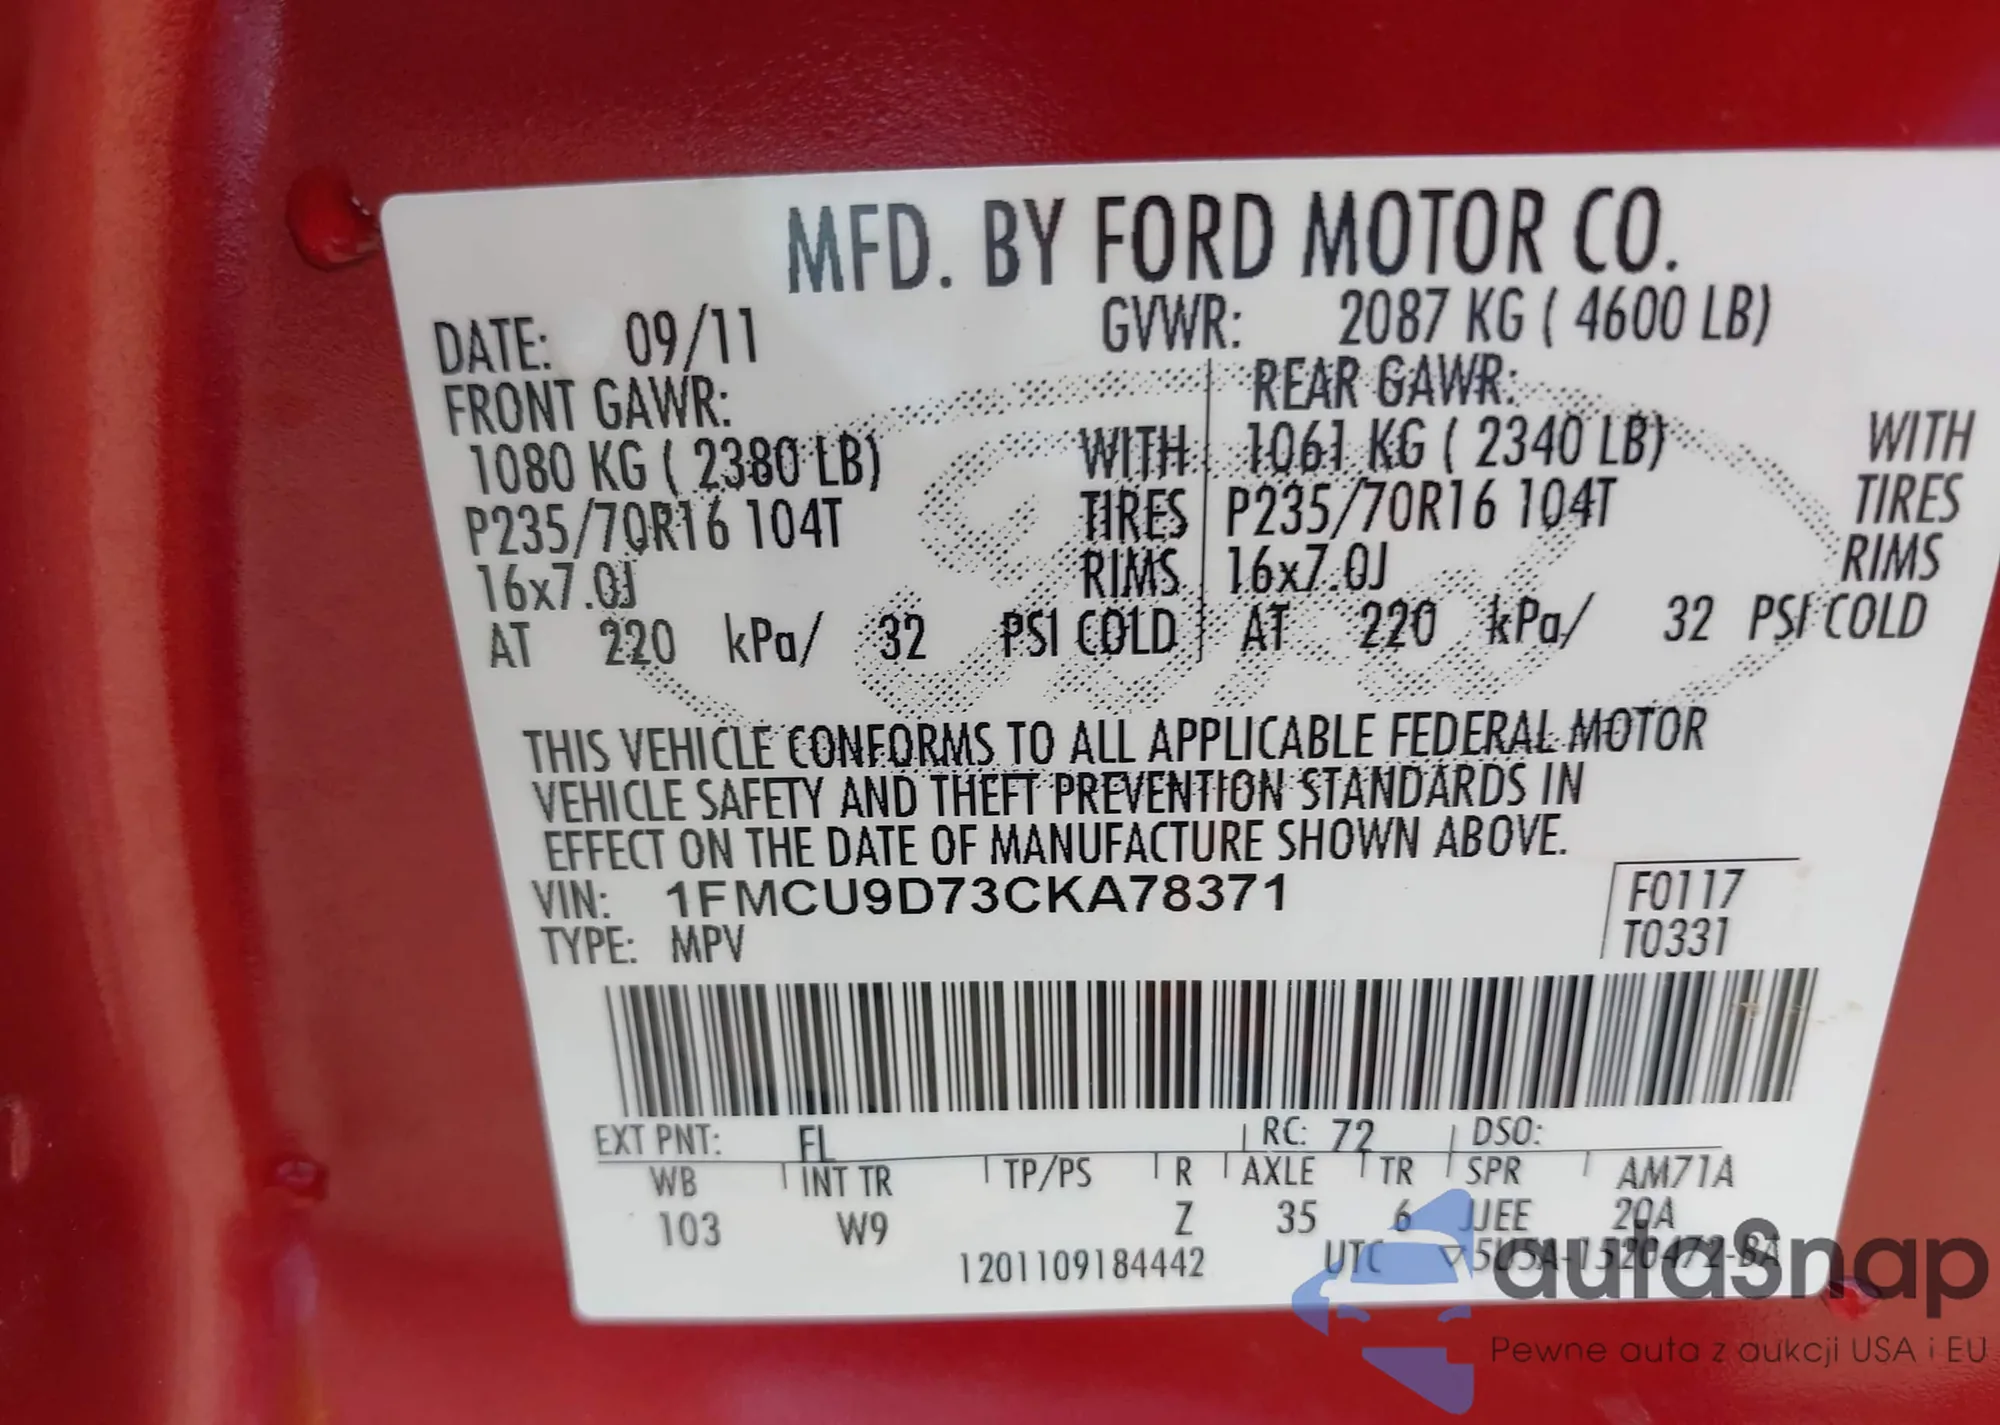 MFD. BY FORD MOTOR CO.
DATE: 09/11 GVWR: 2087 KG ( 4600 LB)
FRONT GAWR: REAR GAWR:
1080 KG ( 2380 LB) WITH 1061 KG ( 2340 LB) WITH
P235/70R16 104T TIRES P235/70R16 104T TIRES
16x7.0J RIMS 16x7.0J RIMS
AT 220 kPa/ 32 PSI COLD AT 220 kPa/ 32 PSI COLD
THIS VEHICLE CONFORMS TO ALL APPLICABLE FEDERAL MOTOR
VEHICLE SAFETY AND THEFT PREVENTION STANDARDS IN
EFFECT ON THE DATE OF MANUFACTURE SHOWN ABOVE.
VIN: 1FMCU9D73CKA78371 F0117
TYPE: MPV T0331
EXT PNT: FL RC: 72 DSO:
WB INT TR TP/PS R AXLE TR SPR AM71A
103 W9 Z 35 6 JJEE 20A
1201109184442 UTC ▽5U5A-1520472-BA
autaSnap
Pewne auta z aukcji USA i EU